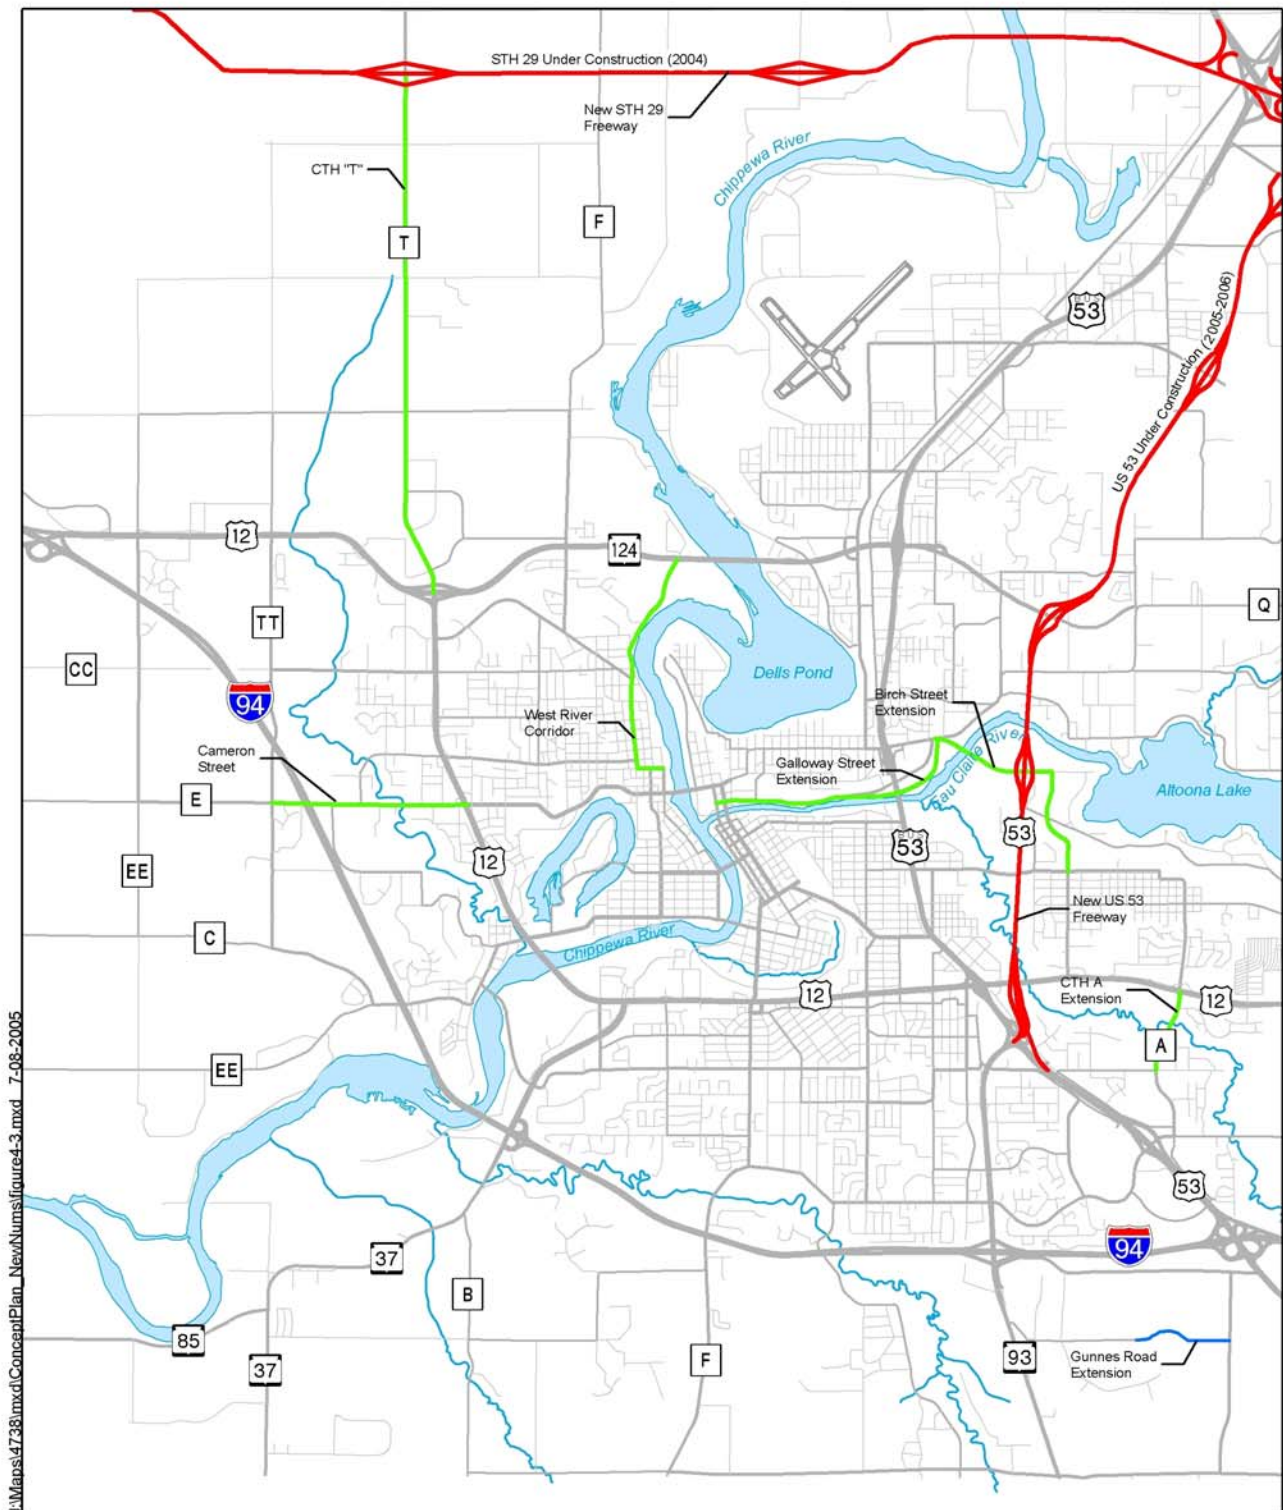 STH 29 Under Construction (2004)
New STH 29
Freeway
Chippewa River
CTH "T"
F
T
BUS
53
US 53 Under Construction (2005-2006)
12
124
Q
TT
CC
94
Dells Pond
Birch Street
Extension
West River
Corridor
Cameron
Street
Galloway Street
Extension
Eau Claire River
Altoona Lake
E
53
BUS
53
12
EE
New US 53
Freeway
C
Chippewa River
CTH A
Extension
12
12
A
EE
53
94
37
B
85
37
F
93
Gunnes Road
Extension
I:\Maps\4738\mxd\ConceptPlan_NewNums\figure4-3.mxd 7-08-2005